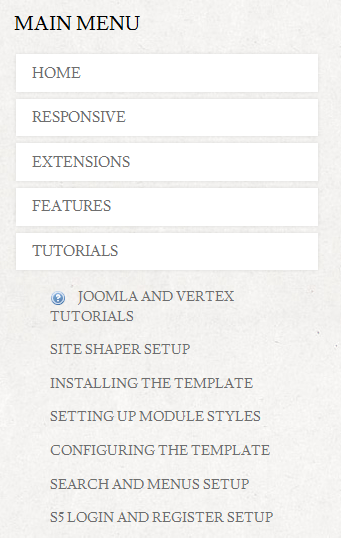 MAIN MENU
HOME
RESPONSIVE
EXTENSIONS
FEATURES
TUTORIALS
JOOMLA AND VERTEX
TUTORIALS
SITE SHAPER SETUP
INSTALLING THE TEMPLATE
SETTING UP MODULE STYLES
CONFIGURING THE TEMPLATE
SEARCH AND MENUS SETUP
S5 LOGIN AND REGISTER SETUP